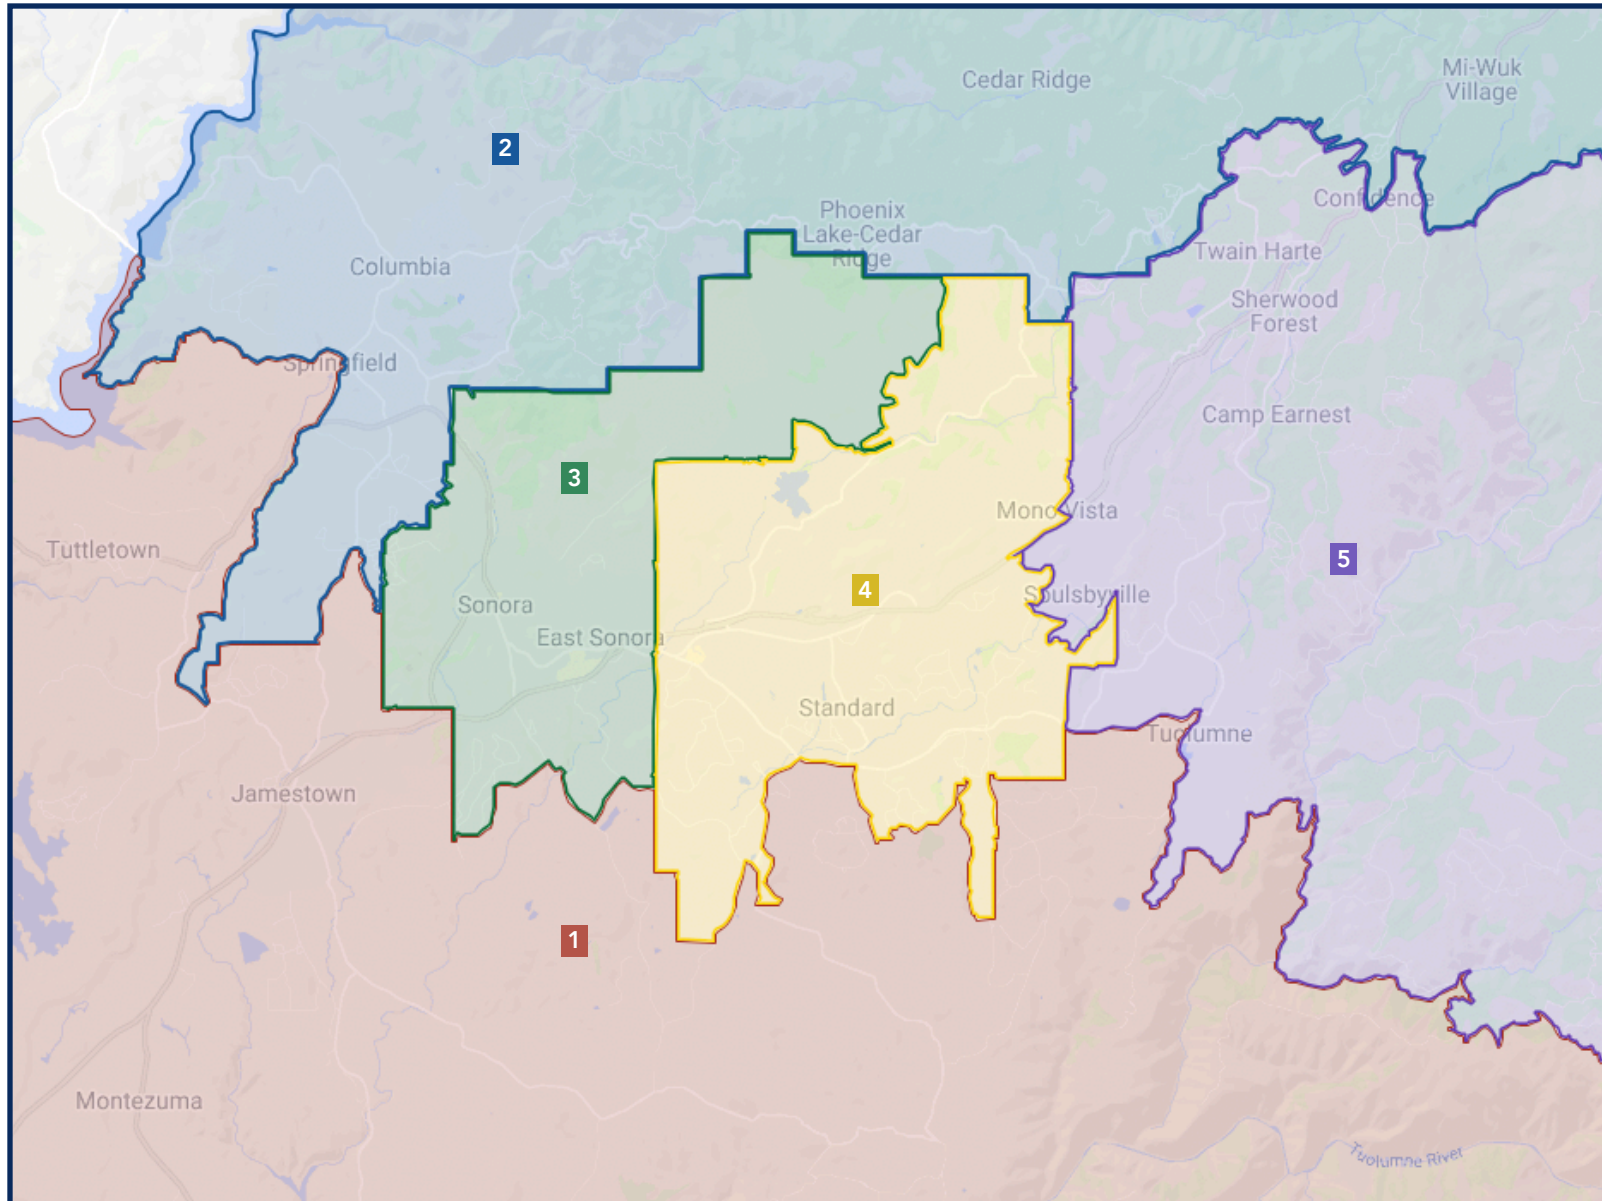 Mi-Wuk
Village
Cedar Ridge
2
Confidence
Phoenix
Lake-Cedar
Ridge
Twain Harte
Columbia
Sherwood
Forest
Springfield
Camp Earnest
3
Mono Vista
Tuttletown
5
4
Soulsbyville
Sonora
East Sonora
Standard
Tuolumne
Jamestown
1
Montezuma
Tuolumne River